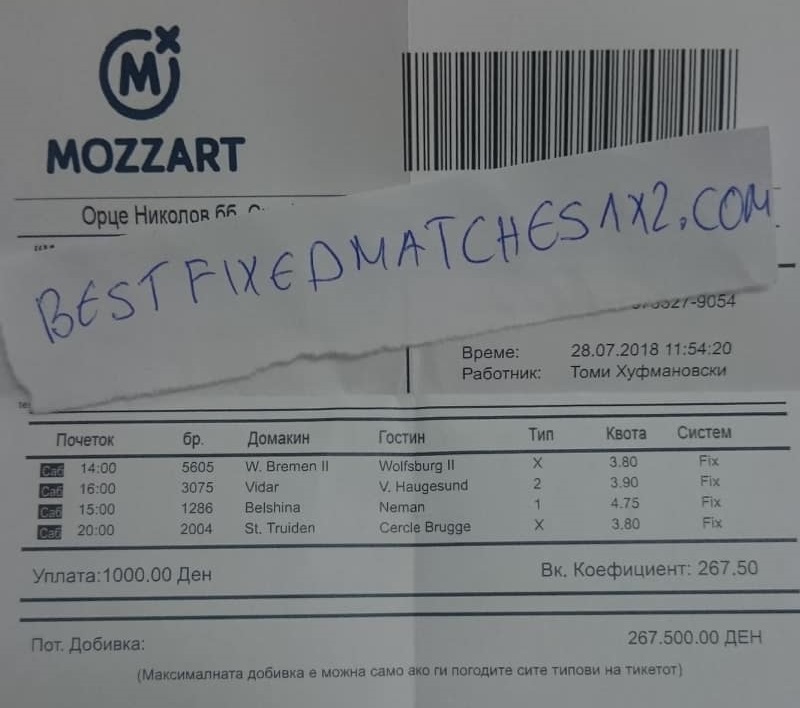 MOZZART
Орце Николов бб
BESTFIXEDMATCHES1X2.COM
-9054
Време: 28.07.2018 11:54:20
Работник: Томи Хуфмановски
Почеток бр. Домакин Гостин Тип Квота Систем
Саб 14:00 5605 W. Bremen II Wolfsburg II X 3.80 Fix
Саб 16:00 3075 Vidar V. Haugesund 2 3.90 Fix
Саб 15:00 1286 Belshina Neman 1 4.75 Fix
Саб 20:00 2004 St. Truiden Cercle Brugge X 3.80 Fix
Уплата:1000.00 Ден Вк. Коефициент: 267.50
Пот. Добивка: 267.500.00 ДЕН
(Максималната добивка е можна само ако ги погодите сите типови на тикетот)